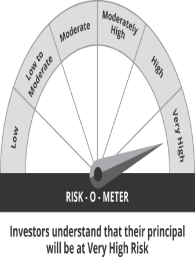 Low
Low to
Moderate
Moderate
Moderately
High
High
Very High
RISK - O - METER
Investors understand that their principal
will be at Very High Risk